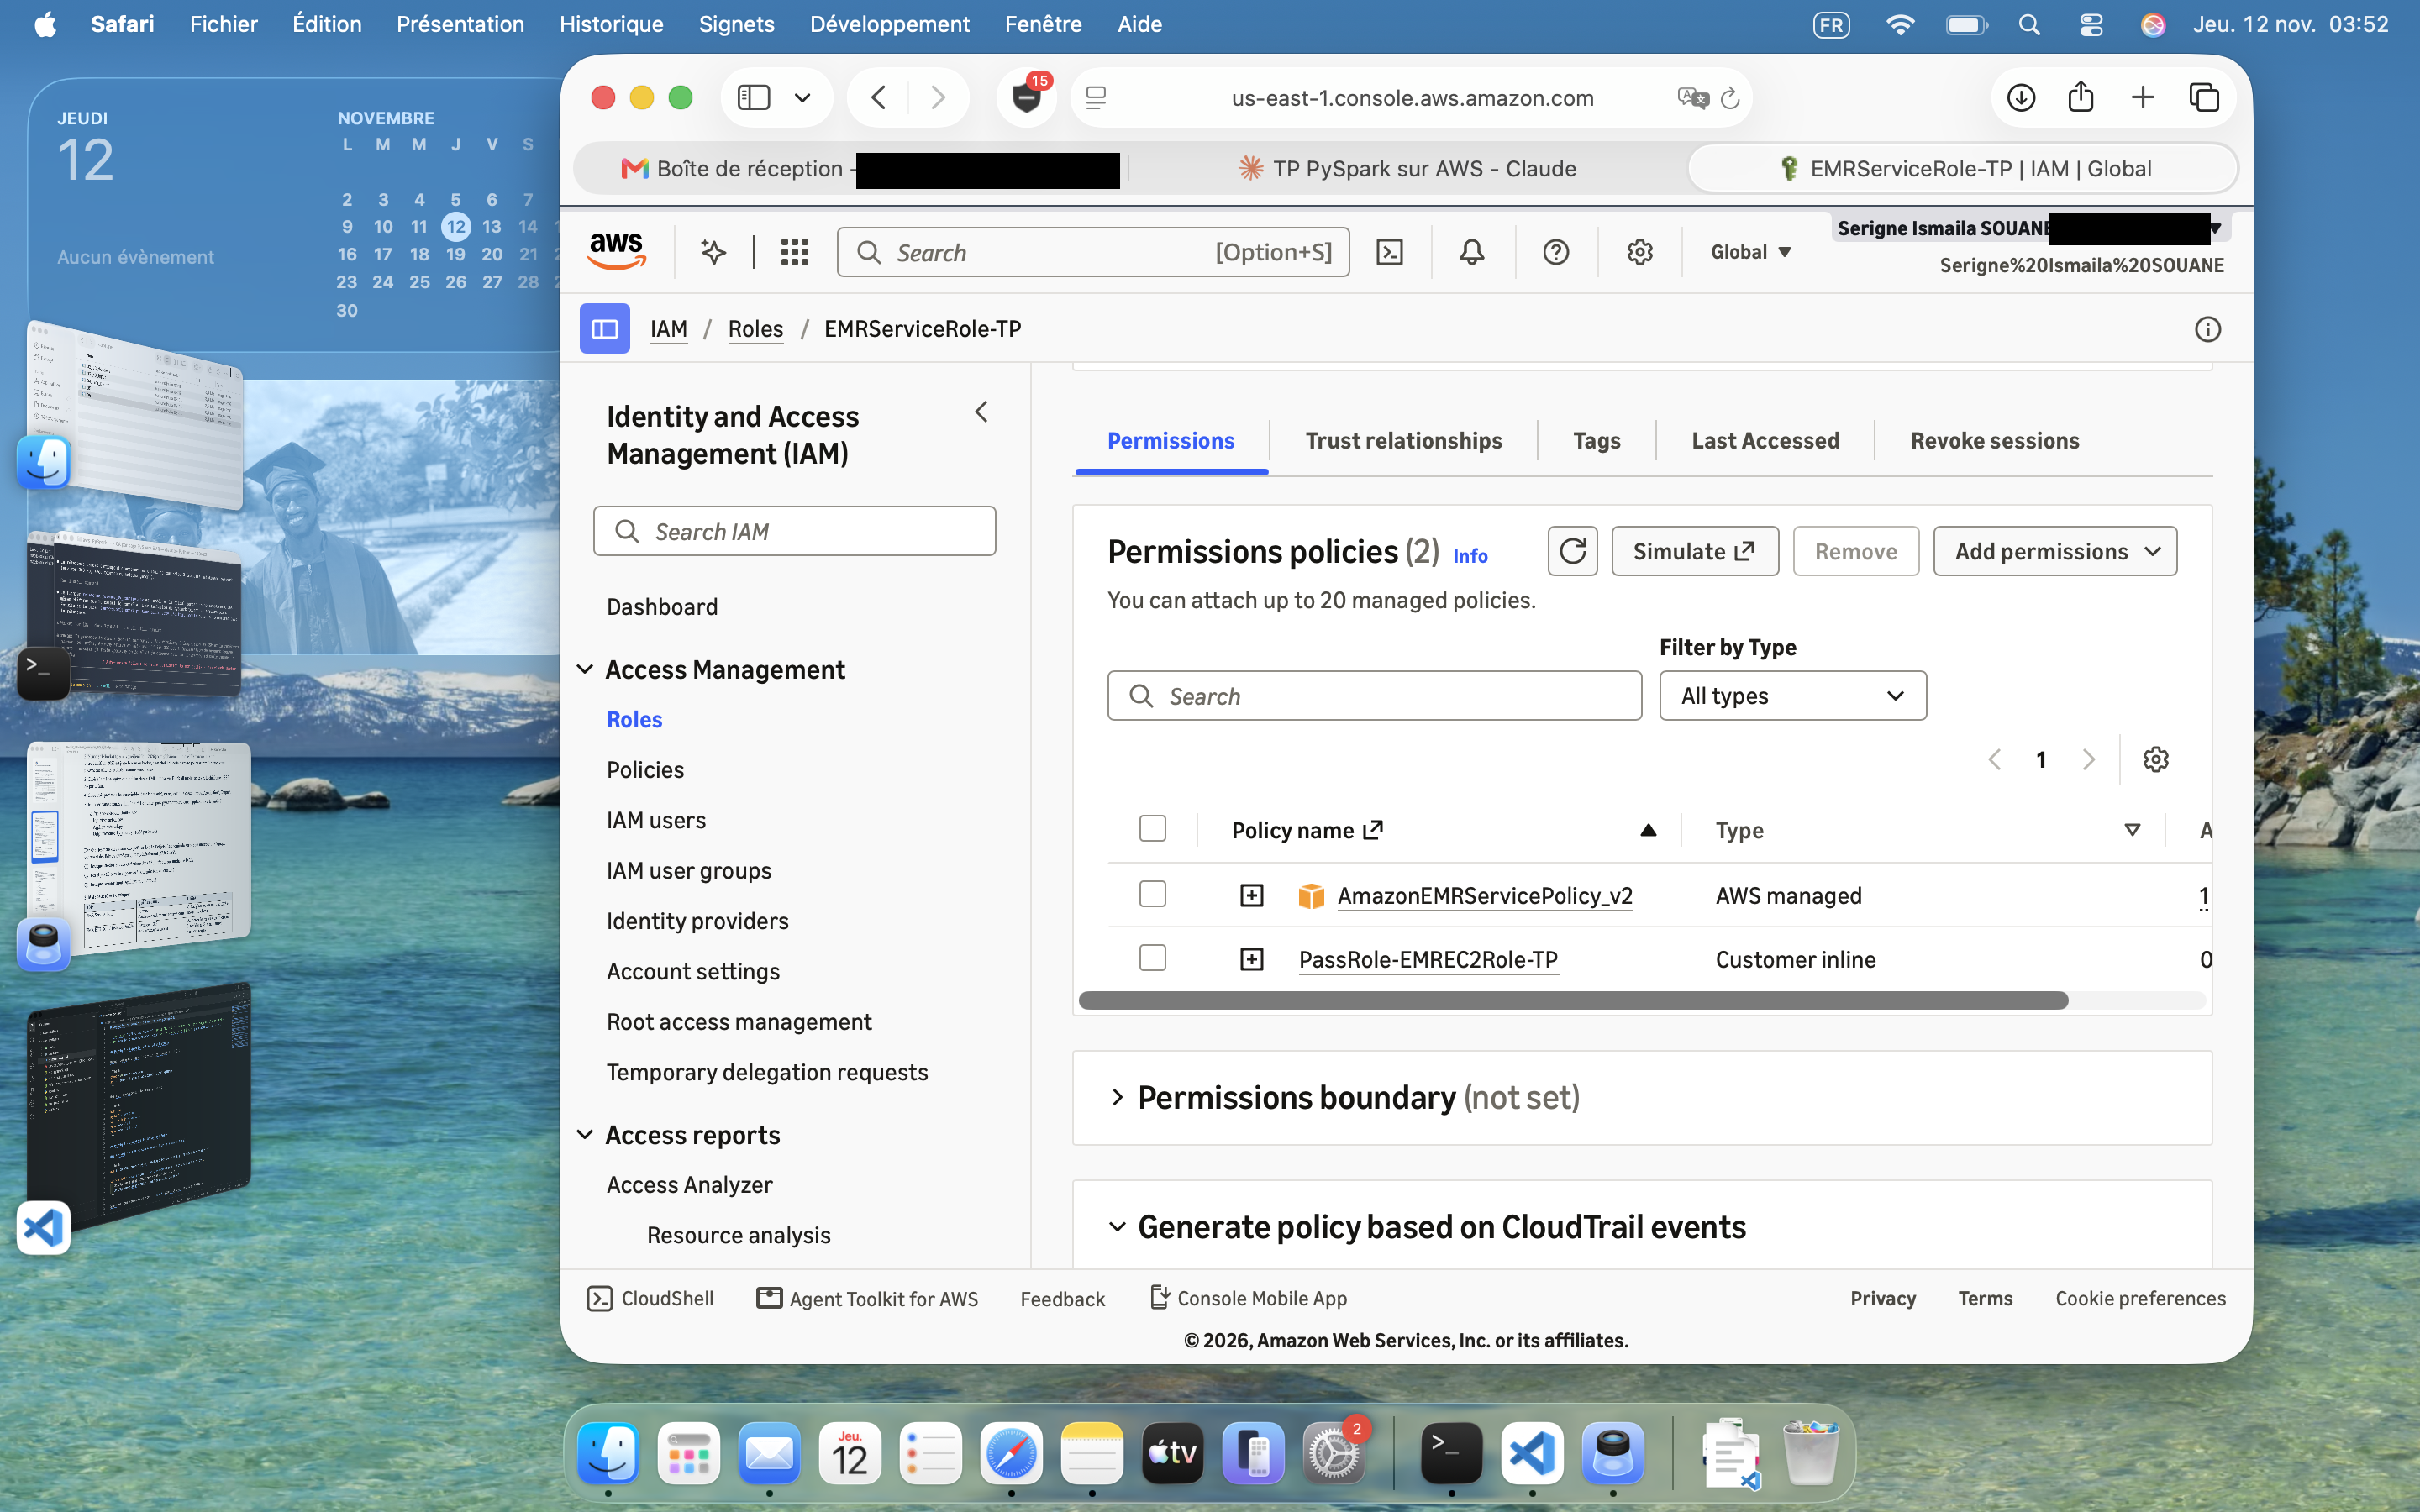 Safari Fichier Édition Présentation Historique Signets Développement Fenêtre Aide FR Jeu. 12 nov. 03:52
JEUDI
12
Aucun évènement
NOVEMBRE
L M M J V S
2 3 4 5 6 7
9 10 11 12 13 14
16 17 18 19 20 21
23 24 25 26 27 28
30
15
us-east-1.console.aws.amazon.com
Boîte de réception -
TP PySpark sur AWS - Claude
EMRServiceRole-TP | IAM | Global
aws
Search [Option+S]
Global
Serigne Ismaila SOUANE
Serigne%20Ismaila%20SOUANE
IAM / Roles / EMRServiceRole-TP
Identity and Access
Management (IAM)
Search IAM
Dashboard
Access Management
Roles
Policies
IAM users
IAM user groups
Identity providers
Account settings
Root access management
Temporary delegation requests
Access reports
Access Analyzer
Resource analysis
Permissions Trust relationships Tags Last Accessed Revoke sessions
Permissions policies (2) Info
Simulate
Remove
Add permissions
You can attach up to 20 managed policies.
Filter by Type
Search
All types
1
Policy name Type A
AmazonEMRServicePolicy_v2 AWS managed 1
PassRole-EMREC2Role-TP Customer inline 0
Permissions boundary (not set)
Generate policy based on CloudTrail events
CloudShell Agent Toolkit for AWS Feedback Console Mobile App Privacy Terms Cookie preferences
© 2026, Amazon Web Services, Inc. or its affiliates.
Jeu.
12
tv
2